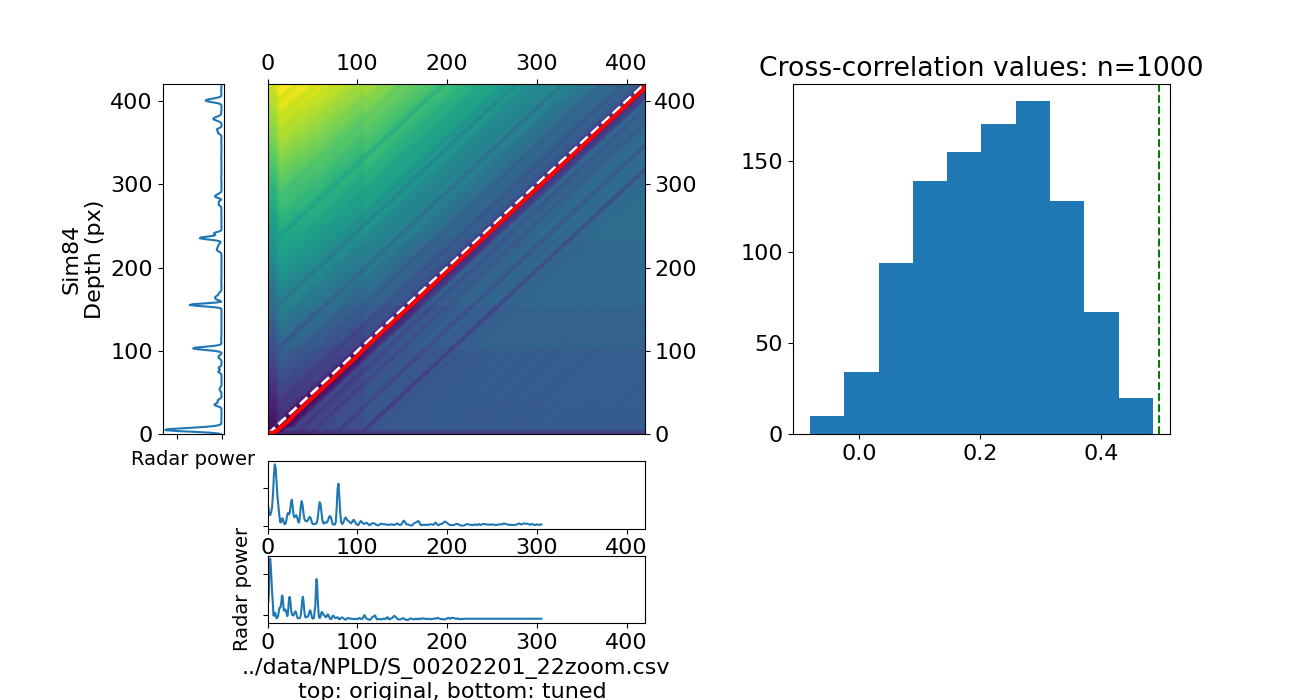 0 100 200 300 400
Cross-correlation values: n=1000
400
300
200
100
0
Sim84
Depth (px)
Radar power
400
300
200
100
0
150
100
50
0
0.0 0.2 0.4
0 100 200 300 400
Radar power
0 100 200 300 400
../data/NPLD/S_00202201_22zoom.csv
top: original, bottom: tuned